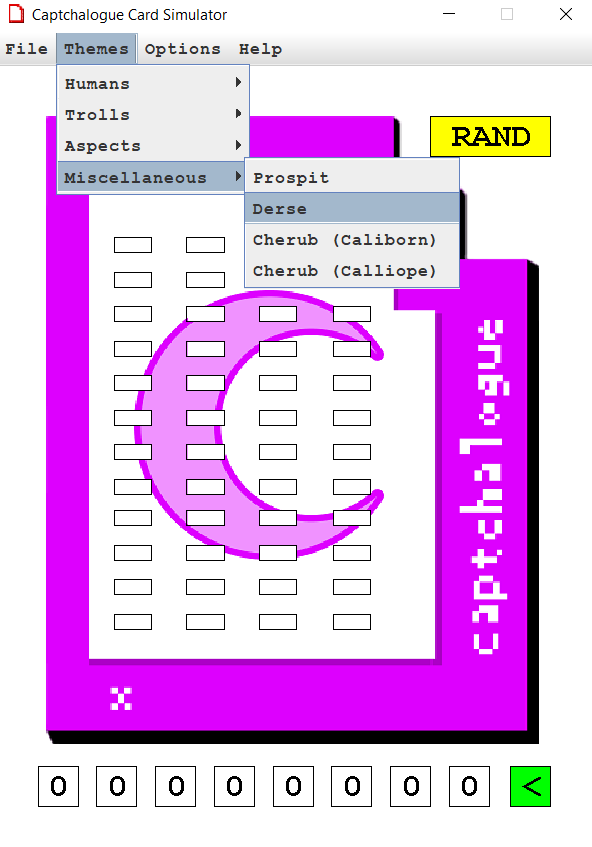 Captchalogue Card Simulator
File Themes Options Help
Humans
Trolls
Aspects
Miscellaneous
Prospit
Derse
Cherub (Caliborn)
Cherub (Calliope)
RAND
captchalogue
x
0 0 0 0 0 0 0 0 <